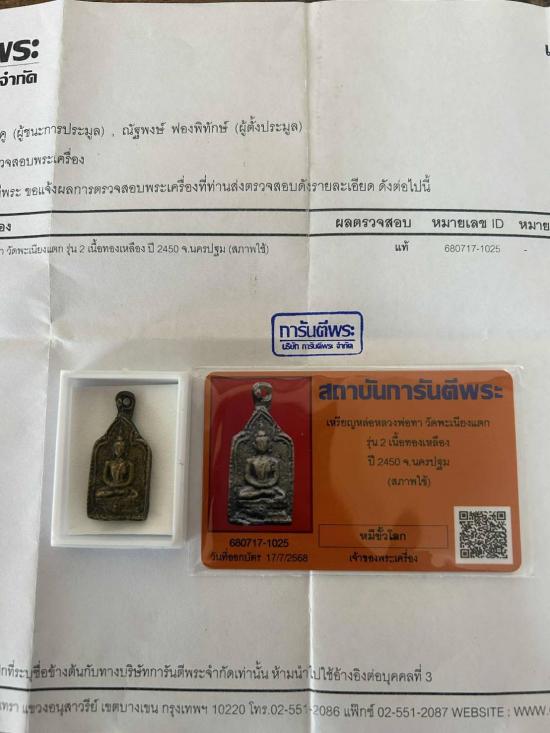 พระ
จำกัด
(ผู้ชนะการประมูล) , ณัฐพงษ์ ฟองพิทักษ์ (ผู้ตั้งประมูล)
ตรวจสอบพระเครื่อง
ขอแจ้งผลการตรวจสอบพระเครื่องที่ท่านส่งตรวจสอบดังรายละเอียด ดังต่อไปนี้
ผลตรวจสอบ หมายเลข ID
วัดพะเนียงแตก รุ่น 2 เนื้อทองเหลือง ปี 2450 จ.นครปฐม (สภาพใช้) แท้ 680717-1025 -
การันตีพระ
บริษัท การันตีพระ จำกัด
สถาบันการันตีพระ
เหรียญหล่อหลวงพ่อทา วัดพะเนียงแตก
รุ่น 2 เนื้อทองเหลือง
ปี 2450 จ.นครปฐม
(สภาพใช้)
680717-1025
หมีขั้วโลก
วันที่ออกบัตร 17/7/2568
เจ้าของพระเครื่อง
ที่ระบุชื่อข้างต้นกับทางบริษัทการันตีพระจำกัดเท่านั้น ห้ามนำไปใช้อ้างอิงต่อบุคคลที่ 3
แขวงอนุสาวรีย์ เขตบางเขน กรุงเทพฯ 10220 โทร.02-551-2086 แฟ็กซ์ 02-551-2087 WEBSITE :